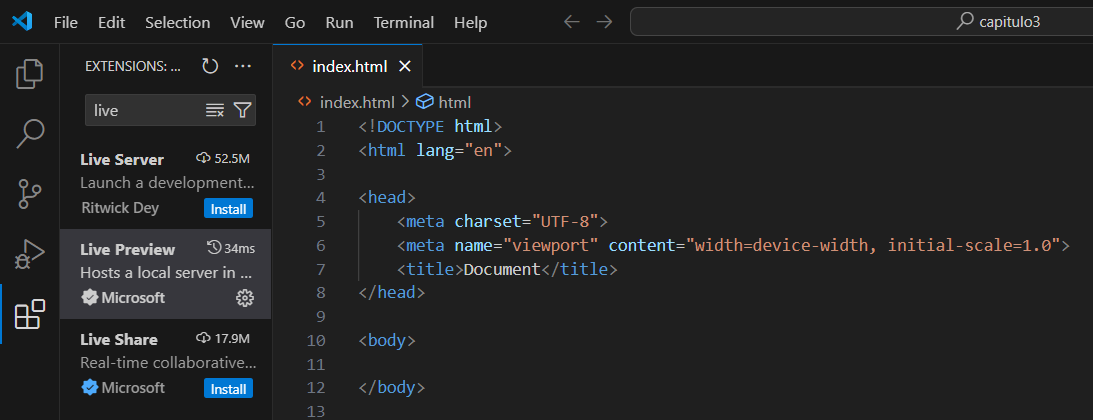 File Edit Selection View Go Run Terminal Help capitulo3
EXTENSIONS: ...
live
Live Server 52.5M
Launch a development...
Ritwick Dey Install
Live Preview 34ms
Hosts a local server in ...
Microsoft
Live Share 17.9M
Real-time collaborative...
Microsoft Install
index.html
index.html > html
1 <!DOCTYPE html>
2 <html lang="en">
3
4 <head>
5 <meta charset="UTF-8">
6 <meta name="viewport" content="width=device-width, initial-scale=1.0">
7 <title>Document</title>
8 </head>
9
10 <body>
11
12 </body>
13